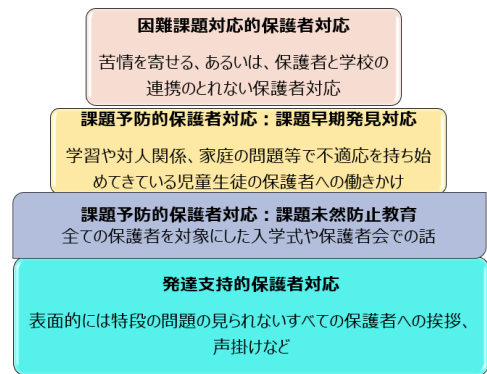 困難課題対応的保護者対応
苦情を寄せる、あるいは、保護者と学校の
連携のとれない保護者対応
課題予防的保護者対応：課題早期発見対応
学習や対人関係、家庭の問題等で不適応を持ち始
めてきている児童生徒の保護者への働きかけ
課題予防的保護者対応：課題未然防止教育
全ての保護者を対象にした入学式や保護者会での話
発達支持的保護者対応
表面的には特段の問題の見られないすべての保護者への挨拶、
声掛けなど